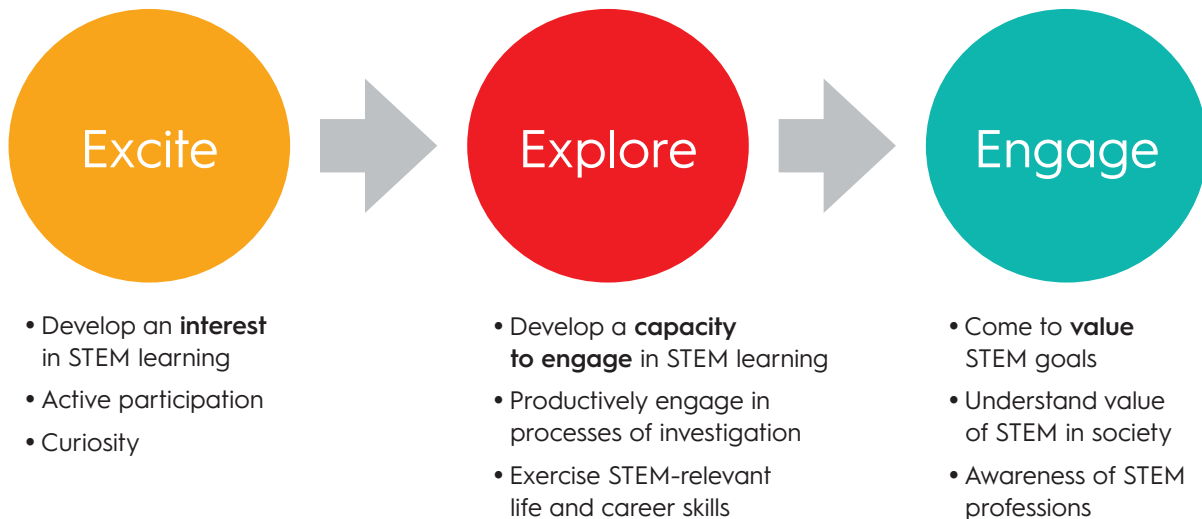 Excite
• Develop an interest
in STEM learning
• Active participation
• Curiosity
Explore
• Develop a capacity
to engage in STEM learning
• Productively engage in
processes of investigation
• Exercise STEM-relevant
life and career skills
Engage
• Come to value
STEM goals
• Understand value
of STEM in society
• Awareness of STEM
professions